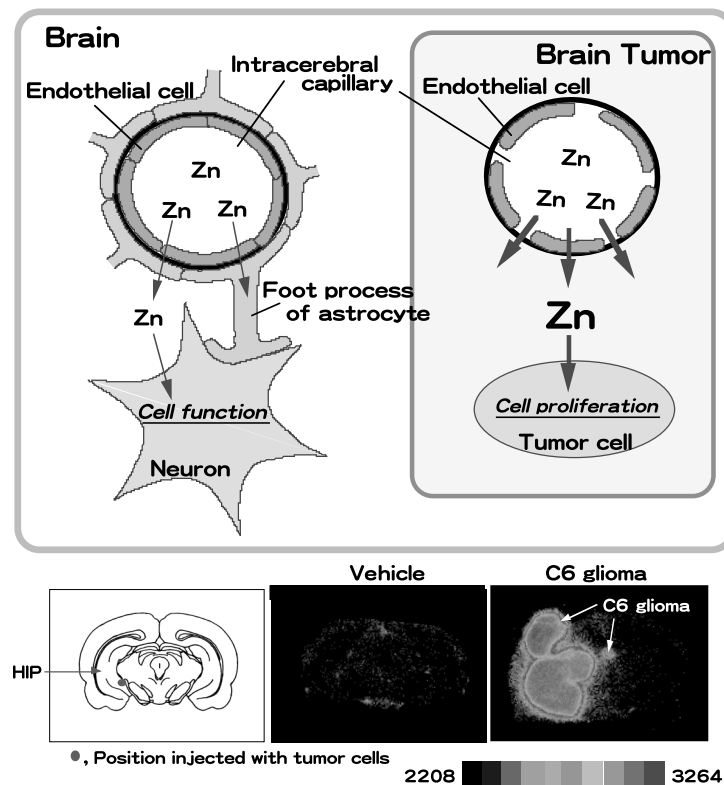 Brain
Brain Tumor
Intracerebral
capillary
Endothelial cell
Endothelial cell
Zn
Zn
Zn
Zn
Zn
Zn
Foot process
of astrocyte
Zn
Zn
Cell function
Neuron
Cell proliferation
Tumor cell
Vehicle
C6 glioma
C6 glioma
HIP
, Position injected with tumor cells
2208
3264